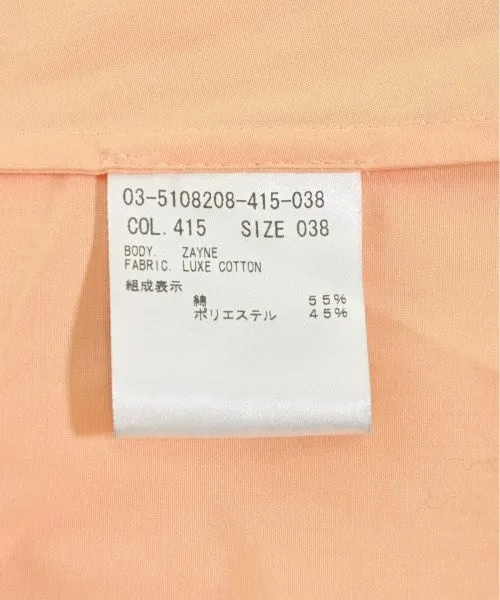 03-5108208-415-038
COL. 415 SIZE 038
BODY. ZAYNE
FABRIC. LUXE COTTON
組成表示
綿 55%
ポリエステル 45%